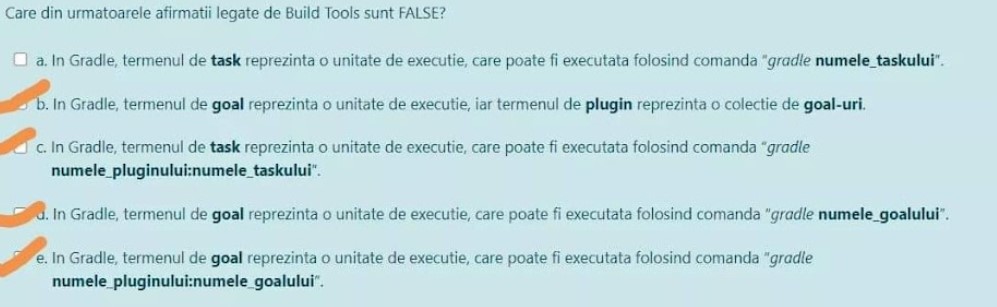 Care din urmatoarele afirmatii legate de Build Tools sunt FALSE?
a. In Gradle, termenul de task reprezinta o unitate de executie, care poate fi executata folosind comanda "gradle numele_taskului".
b. In Gradle, termenul de goal reprezinta o unitate de executie, iar termenul de plugin reprezinta o colectie de goal-uri.
c. In Gradle, termenul de task reprezinta o unitate de executie, care poate fi executata folosind comanda "gradle
numele_pluginului:numele_taskului".
d. In Gradle, termenul de goal reprezinta o unitate de executie, care poate fi executata folosind comanda "gradle numele_goalului".
e. In Gradle, termenul de goal reprezinta o unitate de executie, care poate fi executata folosind comanda "gradle
numele_pluginului:numele_goalului".